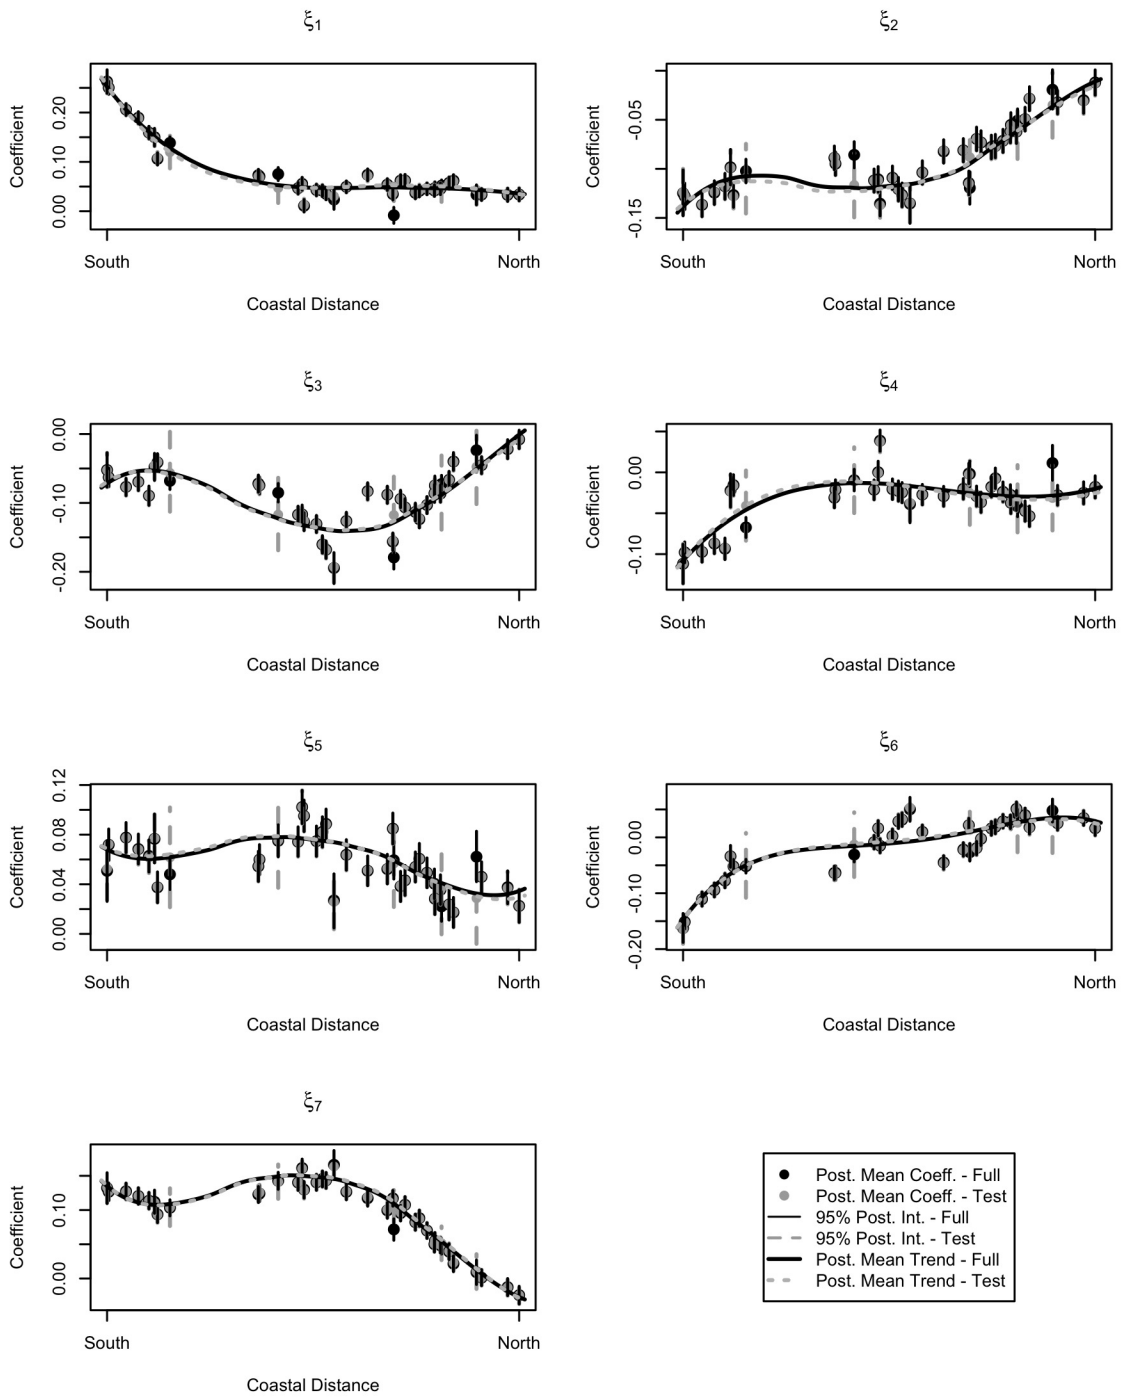 ξ1
Coefficient
0.00 0.10 0.20
South North
Coastal Distance
ξ2
Coefficient
-0.15 -0.05
South North
Coastal Distance
ξ3
Coefficient
-0.20 -0.10 0.00
South North
Coastal Distance
ξ4
Coefficient
-0.10 0.00
South North
Coastal Distance
ξ5
Coefficient
0.00 0.04 0.08 0.12
South North
Coastal Distance
ξ6
Coefficient
-0.20 -0.10 0.00
South North
Coastal Distance
ξ7
Coefficient
0.00 0.10
South North
Coastal Distance
Post. Mean Coeff. - Full
Post. Mean Coeff. - Test
95% Post. Int. - Full
95% Post. Int. - Test
Post. Mean Trend - Full
Post. Mean Trend - Test